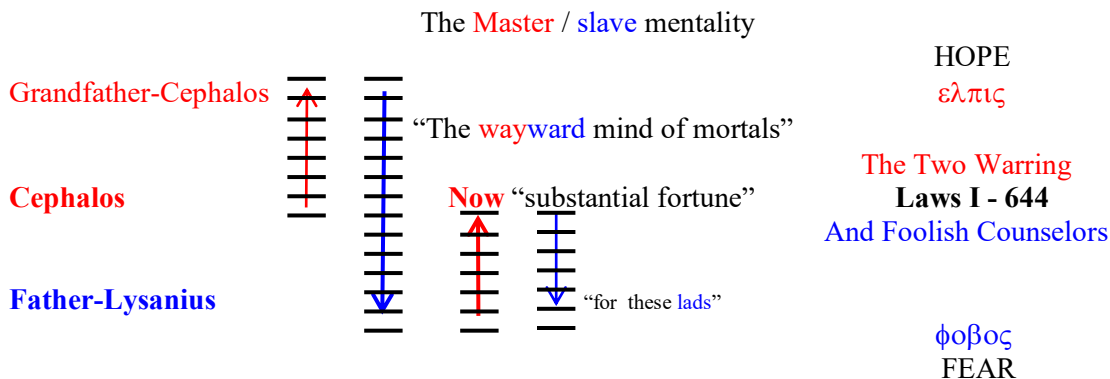 The Master / slave mentality
HOPE
Grandfather-Cephalos
ελπις
“The wayward mind of mortals”
The Two Warring
Cephalos
Now “substantial fortune”
Laws I - 644
And Foolish Counselors
Father-Lysanius
“for these lads”
φοβος
FEAR